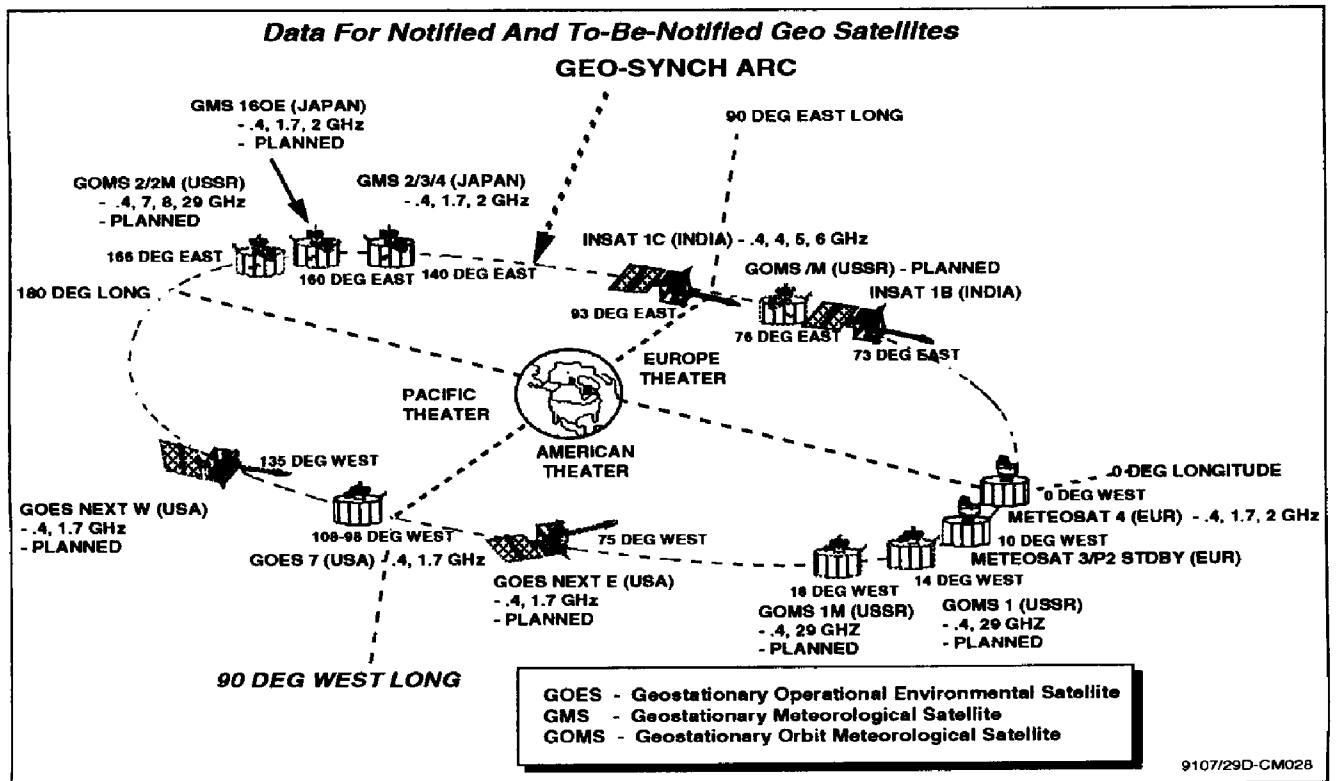 Data For Notified And To-Be-Notified Geo Satellites
GEO-SYNCH ARC
GMS 160E (JAPAN)
- .4, 1.7, 2 GHz
- PLANNED
90 DEG EAST LONG
GOMS 2/2M (USSR)
- .4, 7, 8, 29 GHz
- PLANNED
GMS 2/3/4 (JAPAN)
- .4, 1.7, 2 GHz
INSAT 1C (INDIA) - .4, 4, 5, 6 GHz
166 DEG EAST
160 DEG EAST
140 DEG EAST
GOMS /M (USSR) - PLANNED
INSAT 1B (INDIA)
180 DEG LONG
93 DEG EAST
76 DEG EAST
73 DEG EAST
EUROPE
THEATER
PACIFIC
THEATER
AMERICAN
THEATER
135 DEG WEST
0 DEG LONGITUDE
0 DEG WEST
GOES NEXT W (USA)
- .4, 1.7 GHz
- PLANNED
METEOSAT 4 (EUR) - .4, 1.7, 2 GHz
108-98 DEG WEST
75 DEG WEST
10 DEG WEST
GOES 7 (USA) - .4, 1.7 GHz
METEOSAT 3/P2 STDBY (EUR)
GOES NEXT E (USA)
- .4, 1.7 GHz
- PLANNED
14 DEG WEST
18 DEG WEST
GOMS 1M (USSR)
- .4, 29 GHZ
- PLANNED
GOMS 1 (USSR)
- .4, 29 GHz
- PLANNED
90 DEG WEST LONG
GOES - Geostationary Operational Environmental Satellite
GMS - Geostationary Meteorological Satellite
GOMS - Geostationary Orbit Meteorological Satellite
9107/29D-CM028